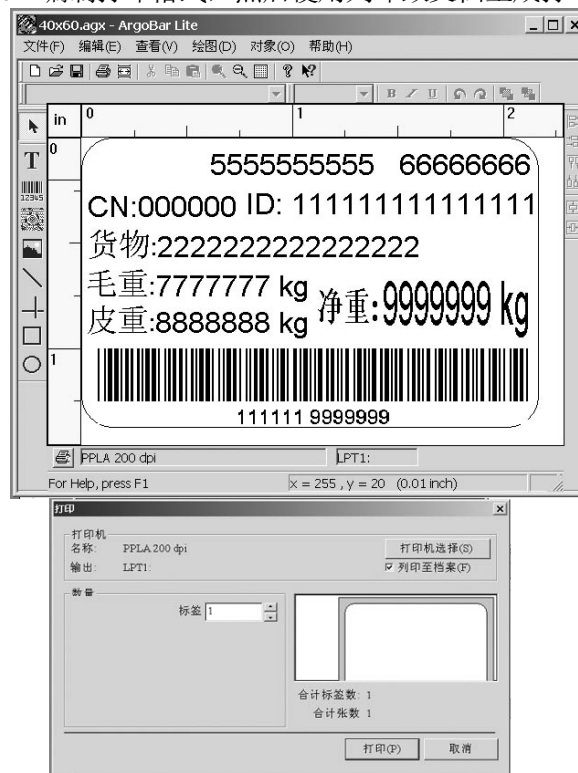 40x60.agx - ArgoBar Lite
文件(F) 编辑(E) 查看(V) 绘图(D) 对象(O) 帮助(H)
B I U
in 0 1 2
0
5555555555 66666666
CN:000000 ID: 111111111111111
货物:2222222222222222
毛重:7777777 kg
净重:9999999 kg
皮重:8888888 kg
T
12345
1
111111 9999999
PPLA 200 dpi LPT1:
For Help, press F1 x = 255 , y = 20 (0.01 inch)
打印
打印机
名称: PPLA 200 dpi 打印机选择(S)
输出: LPT1: 列印至档案(F)
数量
标签 1
合计标签数: 1
合计张数 1
打印(P) 取消